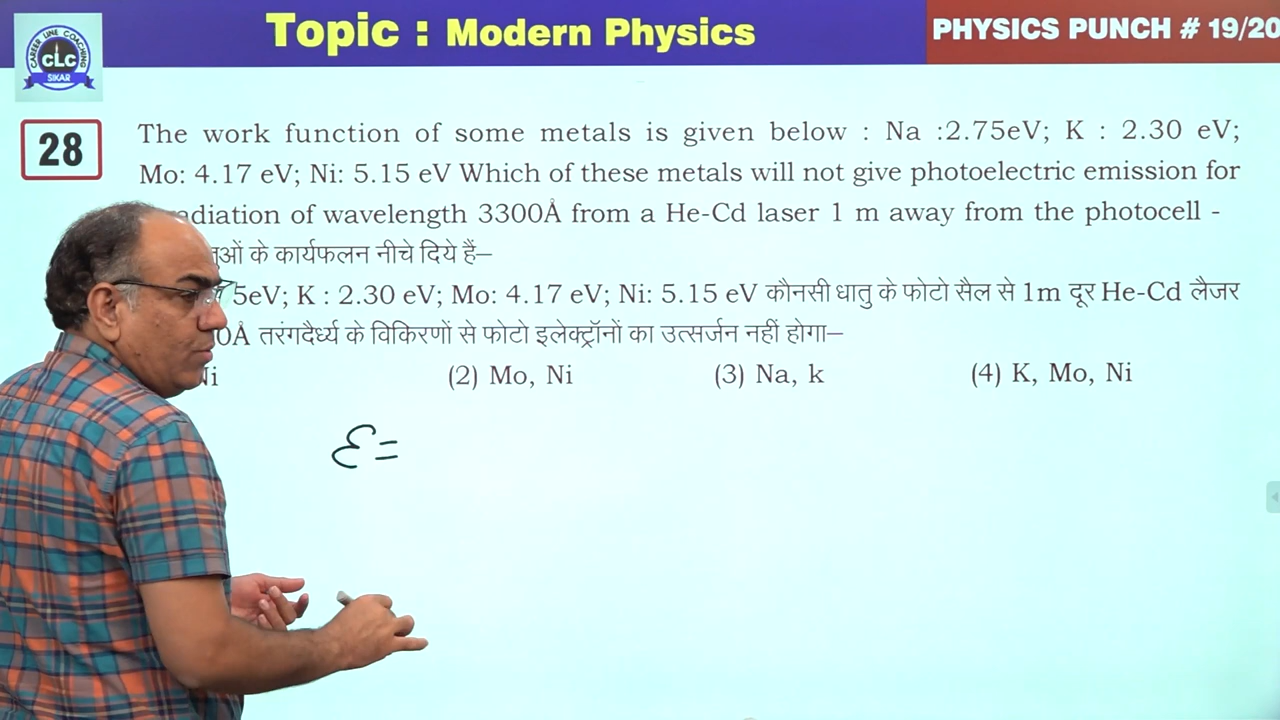 CAREER LINE COACHING
CLC
SIKAR
Topic : Modern Physics
PHYSICS PUNCH # 19/20
28
The work function of some metals is given below : Na :2.75eV; K : 2.30 eV;
Mo: 4.17 eV; Ni: 5.15 eV Which of these metals will not give photoelectric emission for
adiation of wavelength 3300Å from a He-Cd laser 1 m away from the photocell -
ओं के कार्यफलन नीचे दिये हैं–
5eV; K : 2.30 eV; Mo: 4.17 eV; Ni: 5.15 eV कौनसी धातु के फोटो सैल से 1m दूर He-Cd लैजर
0Å तरंगदैर्ध्य के विकिरणों से फोटो इलेक्ट्रॉनों का उत्सर्जन नहीं होगा–
Ni (2) Mo, Ni (3) Na, k (4) K, Mo, Ni
Ɛ=